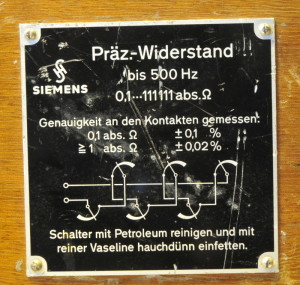 Präz.-Widerstand
bis 500 Hz
SIEMENS
0,1...111111 abs. Ω
Genauigkeit an den Kontakten gemessen:
0,1 abs. Ω ± 0,1 %
≧ 1 abs. Ω ± 0,02 %
Schalter mit Petroleum reinigen und mit
reiner Vaseline hauchdünn einfetten.